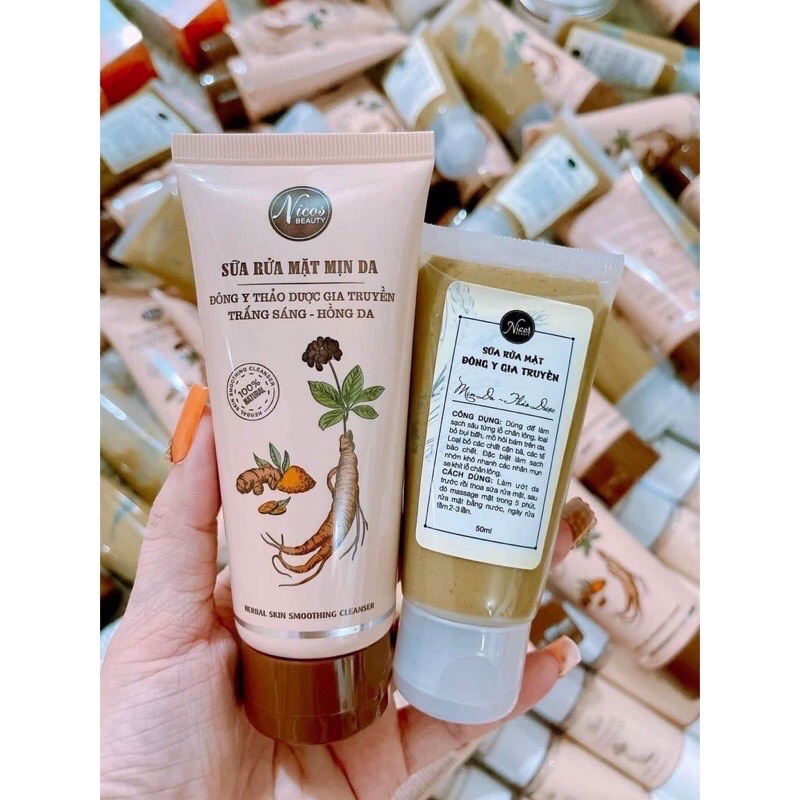 Nicos
BEAUTY
SỮA RỬA MẶT MỊN DA
ĐÔNG Y THẢO DƯỢC GIA TRUYỀN
TRẮNG SÁNG - HỒNG DA
HERBAL SKIN SMOOTHING CLEANSER
100%
NATURAL
HERBAL SKIN SMOOTHING CLEANSER
Nicos
BEAUTY
SỮA RỬA MẶT
ĐÔNG Y GIA TRUYỀN
Mịn Da - Thảo Dược
CÔNG DỤNG: Dùng để làm
sạch sâu từng lỗ chân lông, loại
bỏ bụi bẩn, mồ hôi bám trên da.
Loại bỏ các chất cặn bã, các tế
bào chết. Đặc biệt làm sạch
nhờn khô nhanh các nhân mụn
se khít lỗ chân lông.
CÁCH DÙNG: Làm ướt da
trước rồi thoa sữa rửa mặt, sau
đó massage mặt trong 5 phút,
rửa mặt bằng nước, ngày rửa
tầm 2-3 lần.
50ml